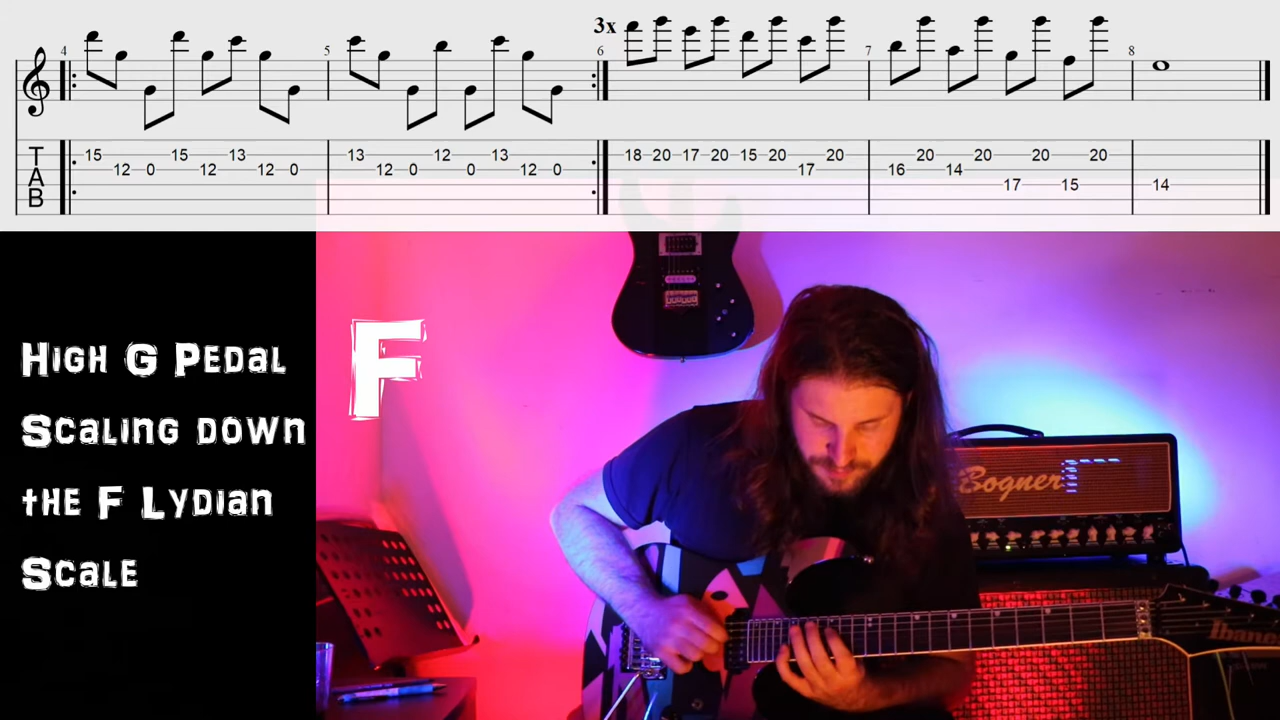 3x
4 5 6 7 8
T 15 15 13 13 12 13 18 20 17 20 15 20 20 20 20 20 20
A 12 0 12 12 0 12 0 0 12 0 17 16 14
B 17 15 14
High G Pedal
Scaling down
the F Lydian
Scale
F
Bogner
Ibanez